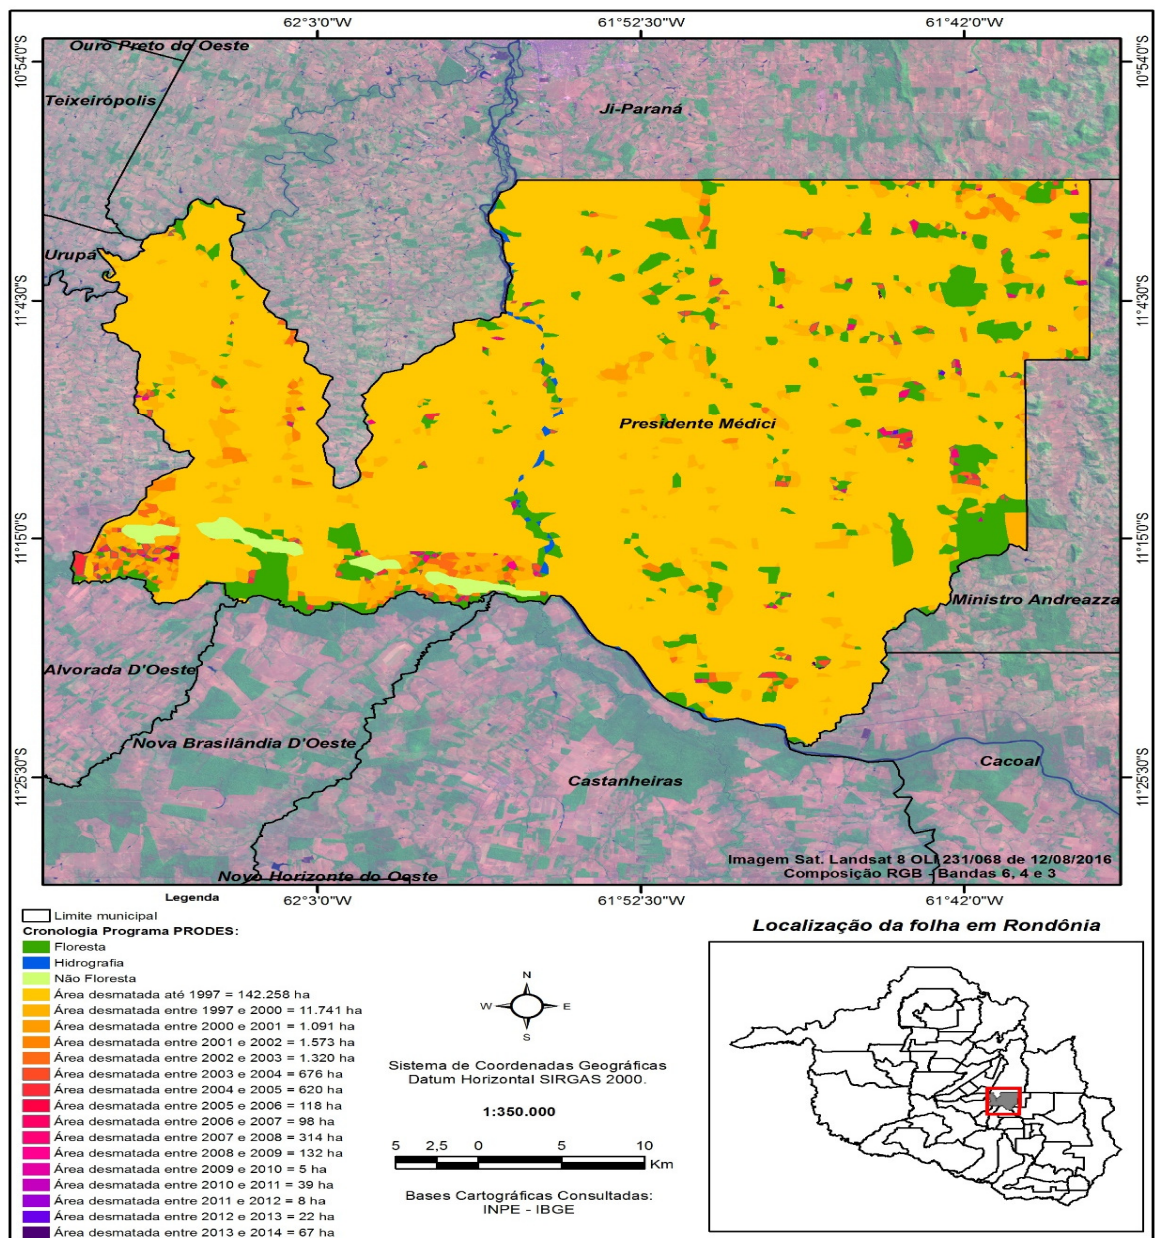 62°3'0"W 61°52'30"W 61°42'0"W
10°54'0"S
10°54'0"S
Ouro Preto do Oeste
Teixeirópolis
Ji-Paraná
Urupá
11°4'30"S
11°4'30"S
Presidente Médici
11°15'0"S
11°15'0"S
Ministro Andreazza
Alvorada D'Oeste
Nova Brasilândia D'Oeste
Castanheiras
Cacoal
11°25'30"S
11°25'30"S
Novo Horizonte do Oeste
Imagem Sat. Landsat 8 OLI 231/068 de 12/08/2016
Composição RGB - Bandas 6, 4 e 3
62°3'0"W 61°52'30"W 61°42'0"W
Legenda
Limite municipal
Cronologia Programa PRODES:
Floresta
Hidrografia
Não Floresta
Área desmatada até 1997 = 142.258 ha
Área desmatada entre 1997 e 2000 = 11.741 ha
Área desmatada entre 2000 e 2001 = 1.091 ha
Área desmatada entre 2001 e 2002 = 1.573 ha
Área desmatada entre 2002 e 2003 = 1.320 ha
Área desmatada entre 2003 e 2004 = 676 ha
Área desmatada entre 2004 e 2005 = 620 ha
Área desmatada entre 2005 e 2006 = 118 ha
Área desmatada entre 2006 e 2007 = 98 ha
Área desmatada entre 2007 e 2008 = 314 ha
Área desmatada entre 2008 e 2009 = 132 ha
Área desmatada entre 2009 e 2010 = 5 ha
Área desmatada entre 2010 e 2011 = 39 ha
Área desmatada entre 2011 e 2012 = 8 ha
Área desmatada entre 2012 e 2013 = 22 ha
Área desmatada entre 2013 e 2014 = 67 ha
N
W E
S
Sistema de Coordenadas Geográficas
Datum Horizontal SIRGAS 2000.
1:350.000
5 2,5 0 5 10
Km
Bases Cartográficas Consultadas:
INPE - IBGE
Localização da folha em Rondônia